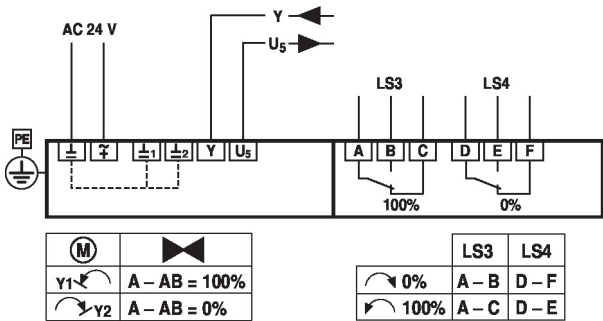 Y
AC 24 V
U5
LS3 LS4
PE
⊥ ≂ ⊥1 ⊥2 Y U5 A B C D E F
100% 0%
M
Y1 A – AB = 100%
Y2 A – AB = 0%
LS3 LS4
0% A – B D – F
100% A – C D – E